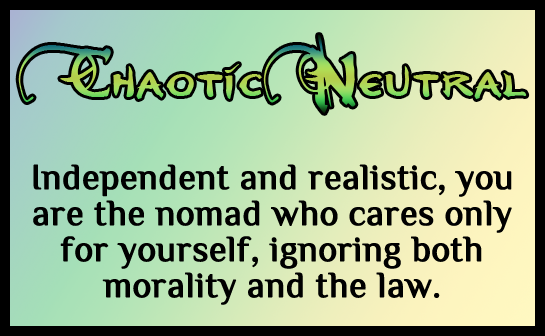 Chaotic Neutral
Independent and realistic, you
are the nomad who cares only
for yourself, ignoring both
morality and the law.